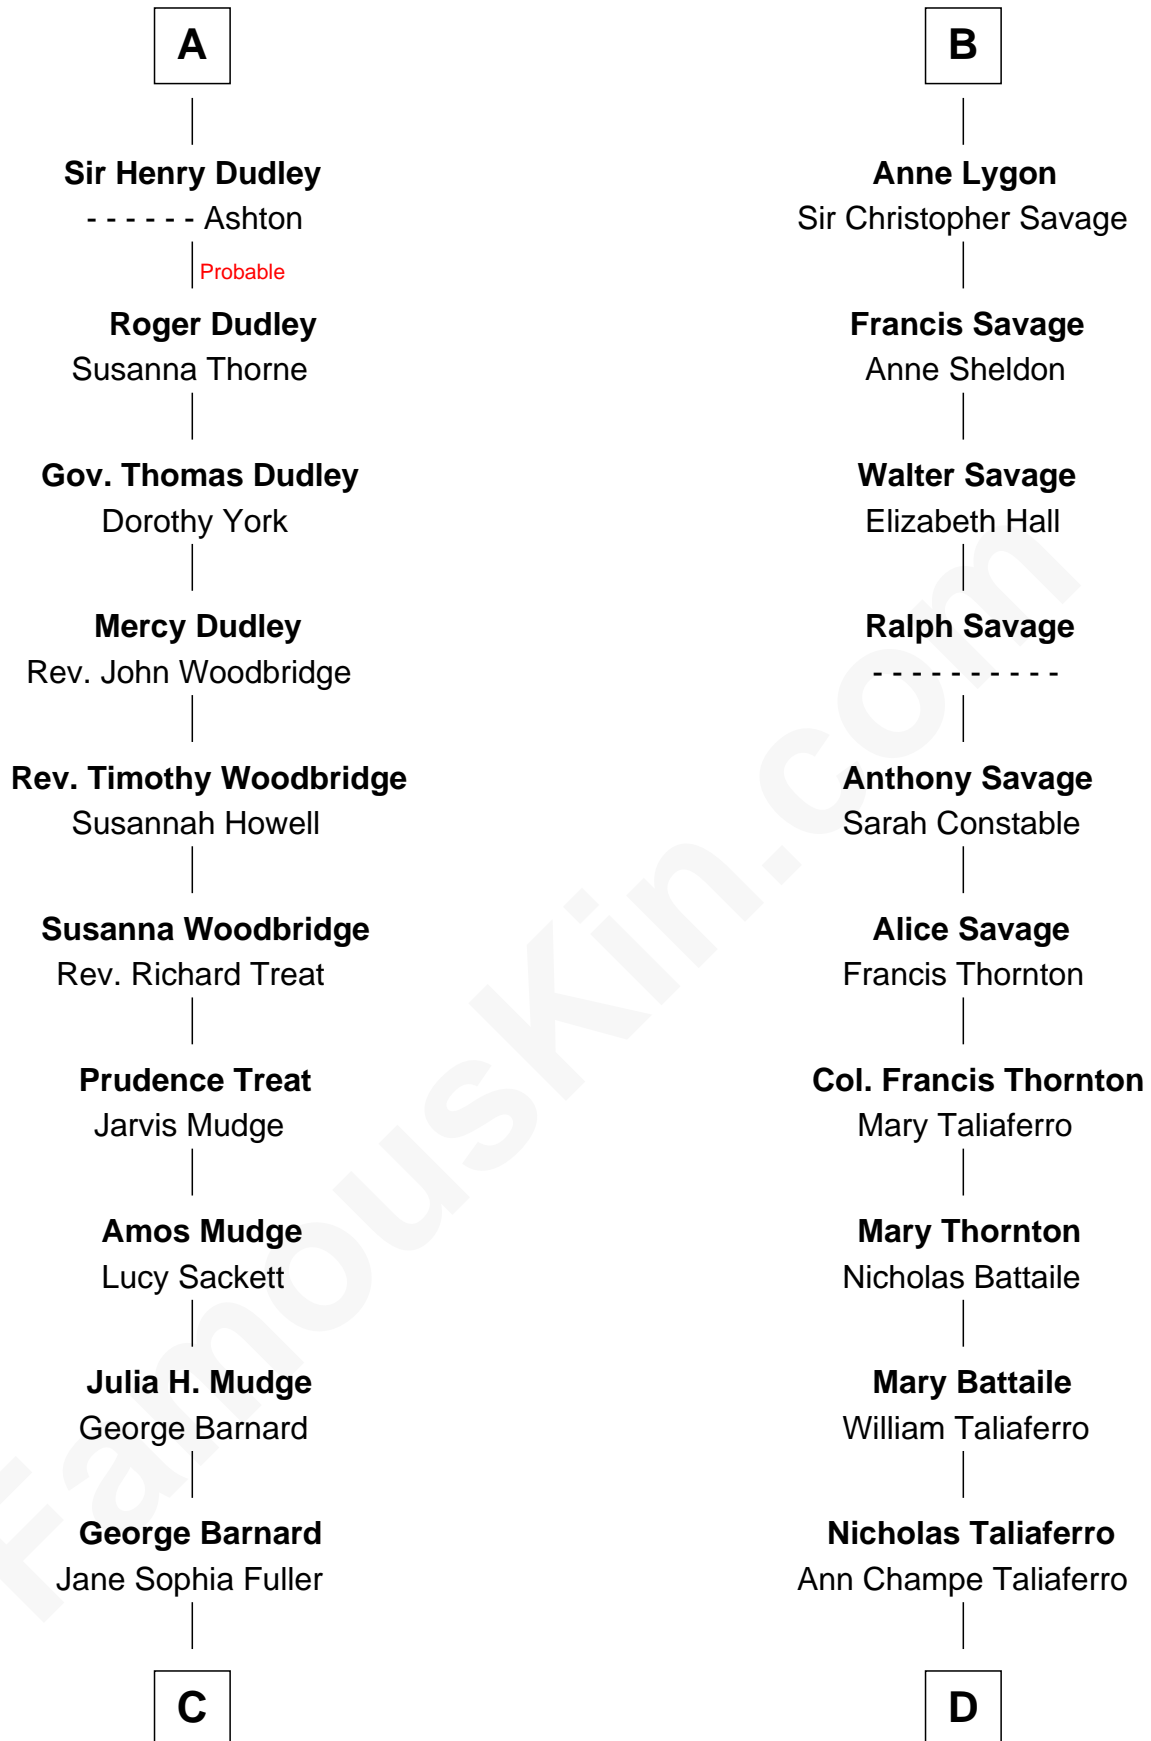 A
Sir Henry Dudley
- - - - - - Ashton
Probable
Roger Dudley
Susanna Thorne
Gov. Thomas Dudley
Dorothy York
Mercy Dudley
Rev. John Woodbridge
Rev. Timothy Woodbridge
Susannah Howell
Susanna Woodbridge
Rev. Richard Treat
Prudence Treat
Jarvis Mudge
Amos Mudge
Lucy Sackett
Julia H. Mudge
George Barnard
George Barnard
Jane Sophia Fuller
C
B
Anne Lygon
Sir Christopher Savage
Francis Savage
Anne Sheldon
Walter Savage
Elizabeth Hall
Ralph Savage
- - - - - - - - - -
Anthony Savage
Sarah Constable
Alice Savage
Francis Thornton
Col. Francis Thornton
Mary Taliaferro
Mary Thornton
Nicholas Battaile
Mary Battaile
William Taliaferro
Nicholas Taliaferro
Ann Champe Taliaferro
D
FamousKin.com